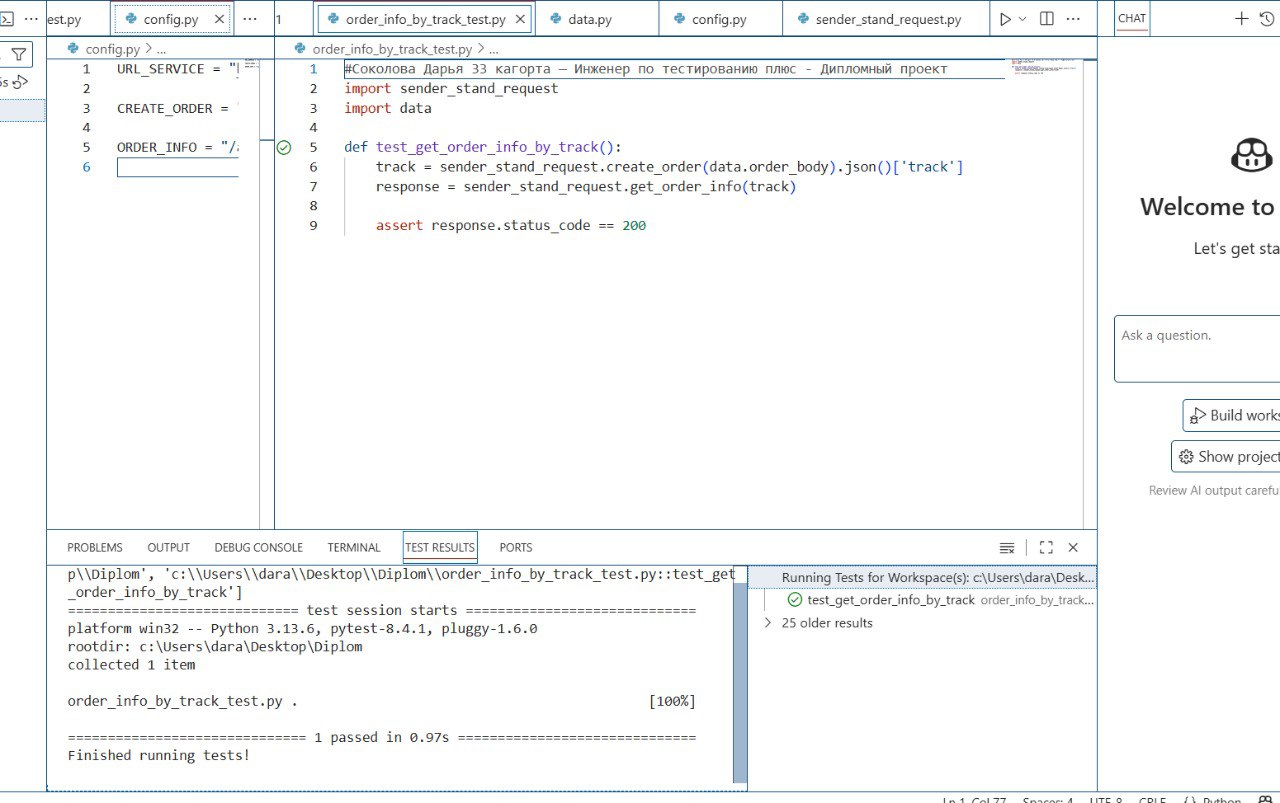 est.py config.py 1 order_info_by_track_test.py data.py config.py sender_stand_request.py CHAT
config.py > ...
1 URL_SERVICE = "
2
3 CREATE_ORDER =
4
5 ORDER_INFO = "/
6
order_info_by_track_test.py > ...
1 #Соколова Дарья 33 кагорта – Инженер по тестированию плюс - Дипломный проект
2 import sender_stand_request
3 import data
4
5 def test_get_order_info_by_track():
6 track = sender_stand_request.create_order(data.order_body).json()['track']
7 response = sender_stand_request.get_order_info(track)
8
9 assert response.status_code == 200
Welcome to
Let's get sta
Ask a question.
Build works
Show project
Review AI output carefu
PROBLEMS OUTPUT DEBUG CONSOLE TERMINAL TEST RESULTS PORTS
p\\Diplom', 'c:\\Users\\dara\\Desktop\\Diplom\\order_info_by_track_test.py::test_get
_order_info_by_track']
============================= test session starts =============================
platform win32 -- Python 3.13.6, pytest-8.4.1, pluggy-1.6.0
rootdir: c:\Users\dara\Desktop\Diplom
collected 1 item
order_info_by_track_test.py . [100%]
============================== 1 passed in 0.97s ==============================
Finished running tests!
Running Tests for Workspace(s): c:\Users\dara\Desk...
test_get_order_info_by_track order_info_by_track...
25 older results
Ln 1, Col 77 Spaces: 4 UTF-8 CRLF {} Python